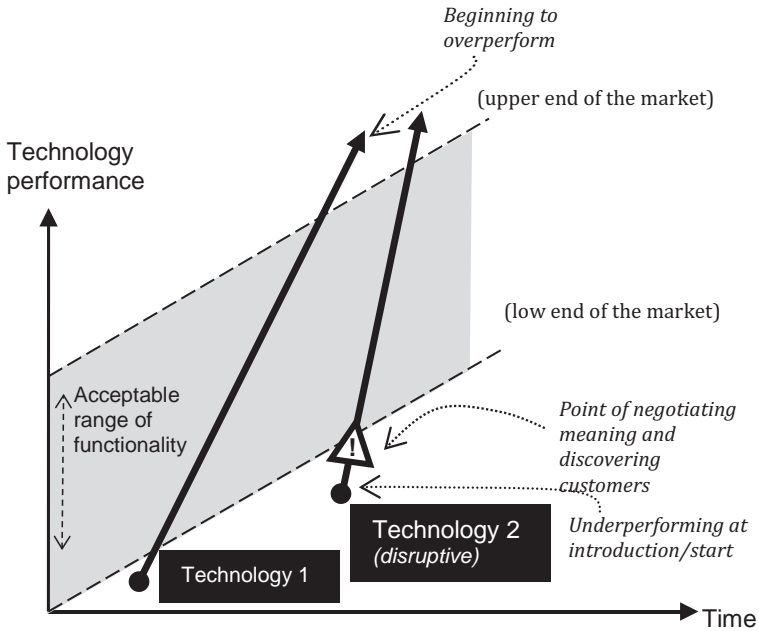 Beginning to
overperform
(upper end of the market)
Technology
performance
(low end of the market)
Acceptable
range of
functionality
Point of negotiating
meaning and
discovering
customers
!
Technology 2
(disruptive)
Underperforming at
introduction/start
Technology 1
Time